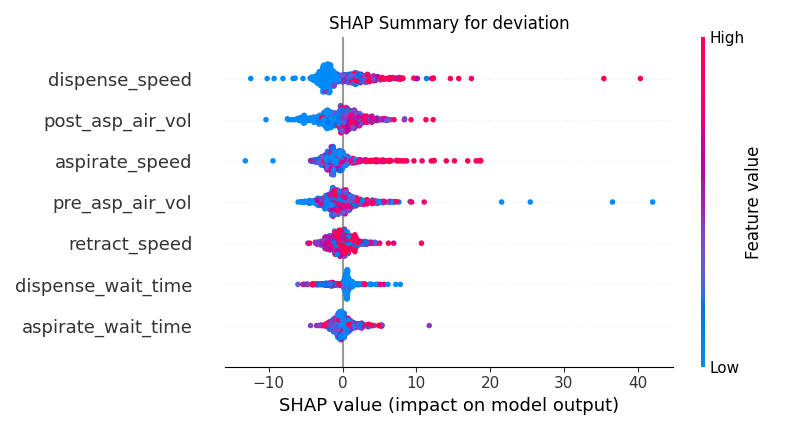 SHAP Summary for deviation
High
dispense_speed
post_asp_air_vol
aspirate_speed
pre_asp_air_vol
retract_speed
dispense_wait_time
aspirate_wait_time
Feature value
Low
−10 0 10 20 30 40
SHAP value (impact on model output)